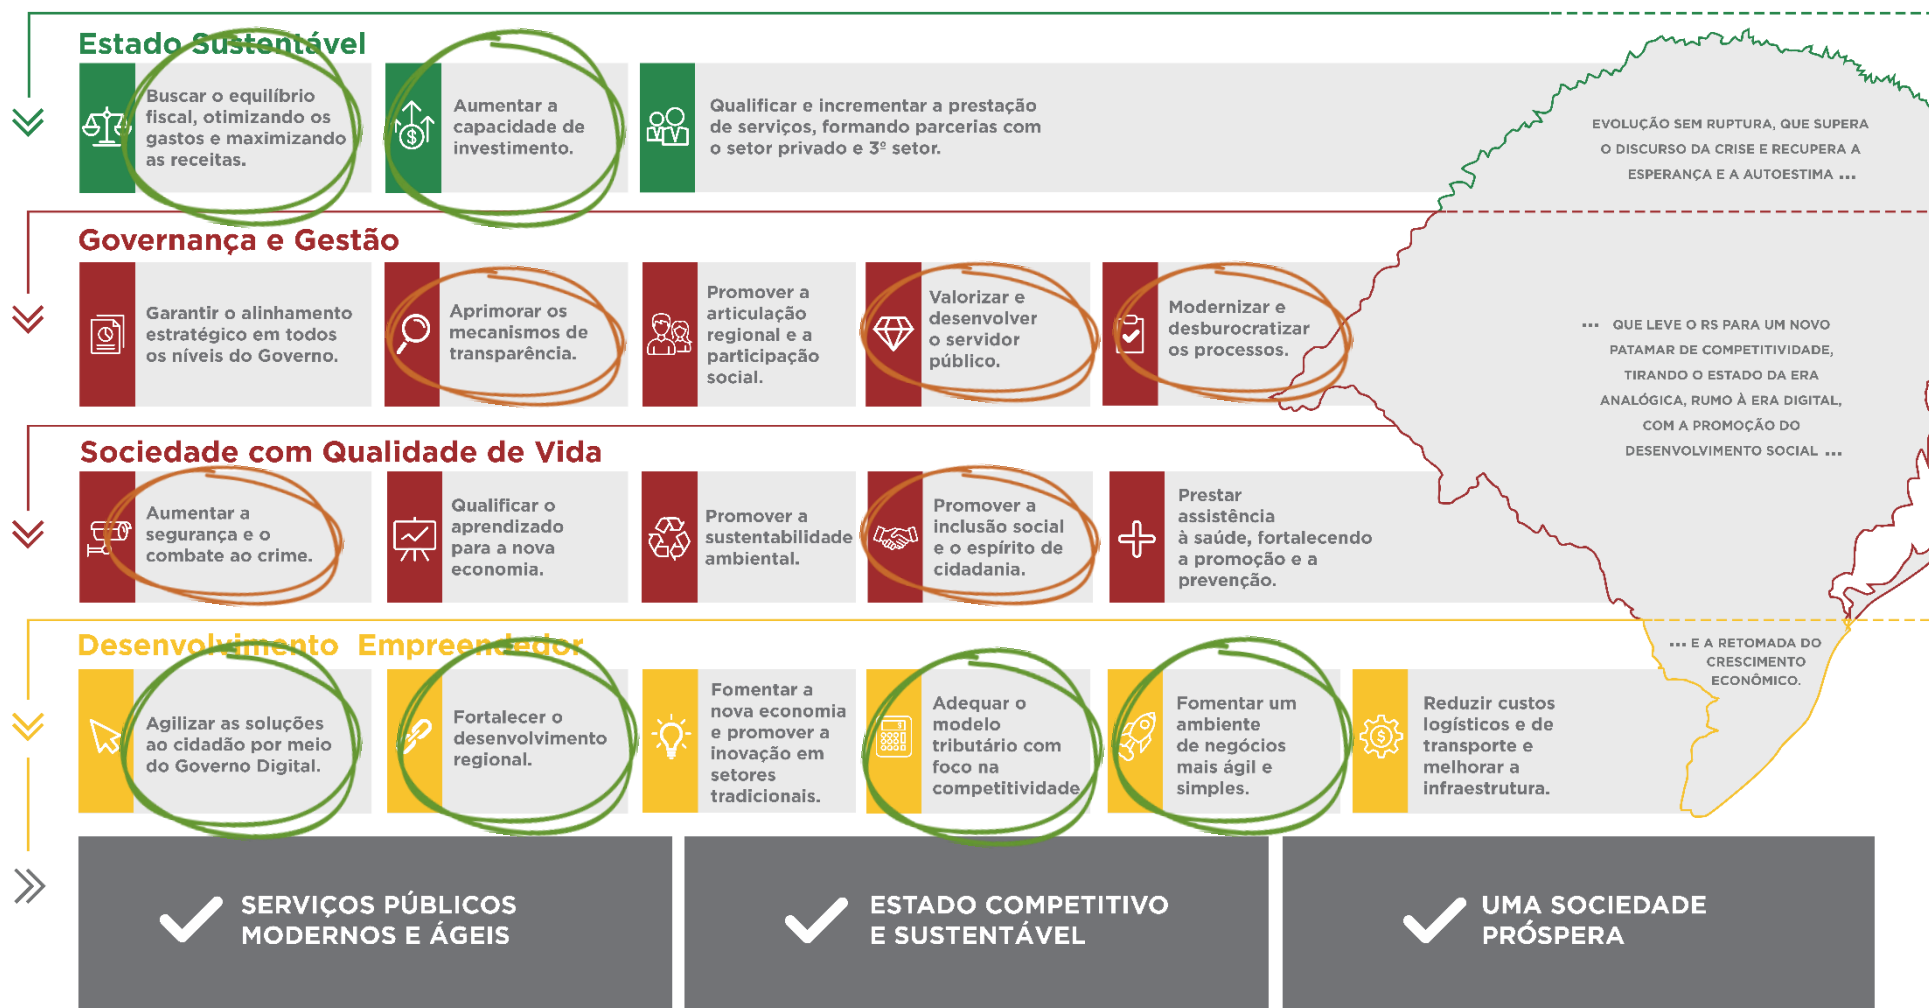 Estado Sustentável
Buscar o equilíbrio
fiscal, otimizando os
gastos e maximizando
as receitas.
Aumentar a
capacidade de
investimento.
Qualificar e incrementar a prestação
de serviços, formando parcerias com
o setor privado e 3º setor.
EVOLUÇÃO SEM RUPTURA, QUE SUPERA
O DISCURSO DA CRISE E RECUPERA A
ESPERANÇA E A AUTOESTIMA ...
Governança e Gestão
Garantir o alinhamento
estratégico em todos
os níveis do Governo.
Aprimorar os
mecanismos de
transparência.
Promover a
articulação
regional e a
participação
social.
Valorizar e
desenvolver
o servidor
público.
Modernizar e
desburocratizar
os processos.
... QUE LEVE O RS PARA UM NOVO
PATAMAR DE COMPETITIVIDADE,
TIRANDO O ESTADO DA ERA
ANALÓGICA, RUMO À ERA DIGITAL,
COM A PROMOÇÃO DO
DESENVOLVIMENTO SOCIAL ...
Sociedade com Qualidade de Vida
Aumentar a
segurança e o
combate ao crime.
Qualificar o
aprendizado
para a nova
economia.
Promover a
sustentabilidade
ambiental.
Promover a
inclusão social
e o espírito de
cidadania.
Prestar
assistência
à saúde, fortalecendo
a promoção e a
prevenção.
Desenvolvimento Empreendedor
Agilizar as soluções
ao cidadão por meio
do Governo Digital.
Fortalecer o
desenvolvimento
regional.
Fomentar a
nova economia
e promover a
inovação em
setores
tradicionais.
Adequar o
modelo
tributário com
foco na
competitividade
Fomentar um
ambiente
de negócios
mais ágil e
simples.
Reduzir custos
logísticos e de
transporte e
melhorar a
infraestrutura.
... E A RETOMADA DO
CRESCIMENTO
ECONÔMICO.
SERVIÇOS PÚBLICOS
MODERNOS E ÁGEIS
ESTADO COMPETITIVO
E SUSTENTÁVEL
UMA SOCIEDADE
PRÓSPERA